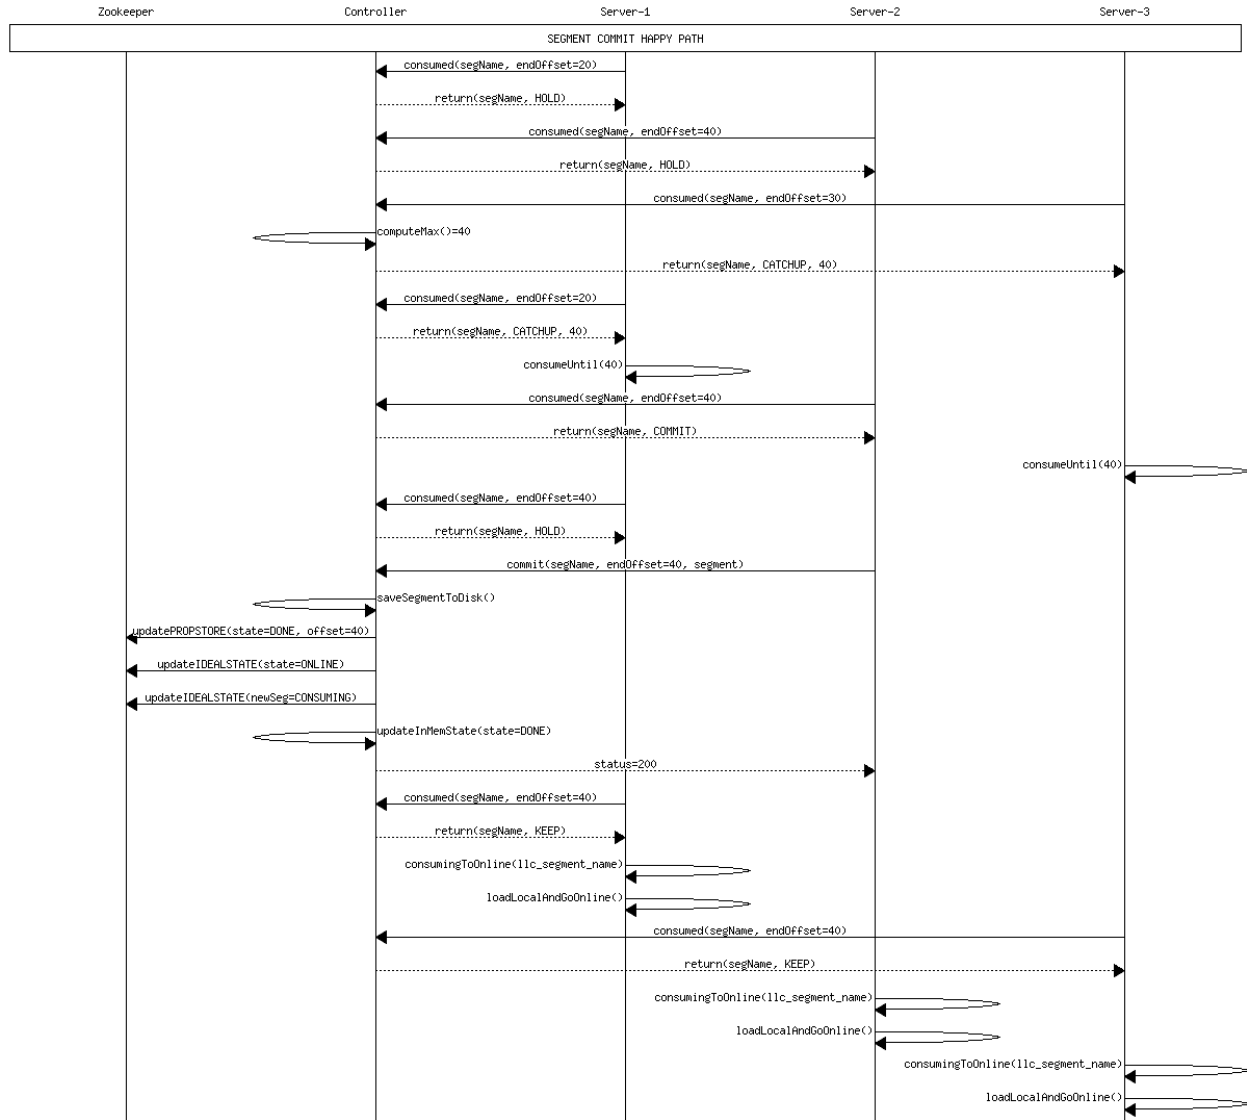 Zookeeper Controller Server-1 Server-2 Server-3
SEGMENT COMMIT HAPPY PATH
consumed(segName, endOffset=20)
return(segName, HOLD)
consumed(segName, endOffset=40)
return(segName, HOLD)
consumed(segName, endOffset=30)
computeMax()=40
return(segName, CATCHUP, 40)
consumed(segName, endOffset=20)
return(segName, CATCHUP, 40)
consumeUntil(40)
consumed(segName, endOffset=40)
return(segName, COMMIT)
consumeUntil(40)
consumed(segName, endOffset=40)
return(segName, HOLD)
commit(segName, endOffset=40, segment)
saveSegmentToDisk()
updatePROPSTORE(state=DONE, offset=40)
updateIDEALSTATE(state=ONLINE)
updateIDEALSTATE(newSeg=CONSUMING)
updateInMemState(state=DONE)
status=200
consumed(segName, endOffset=40)
return(segName, KEEP)
consumingToOnline(llc_segment_name)
loadLocalAndGoOnline()
consumed(segName, endOffset=40)
return(segName, KEEP)
consumingToOnline(llc_segment_name)
loadLocalAndGoOnline()
consumingToOnline(llc_segment_name)
loadLocalAndGoOnline()